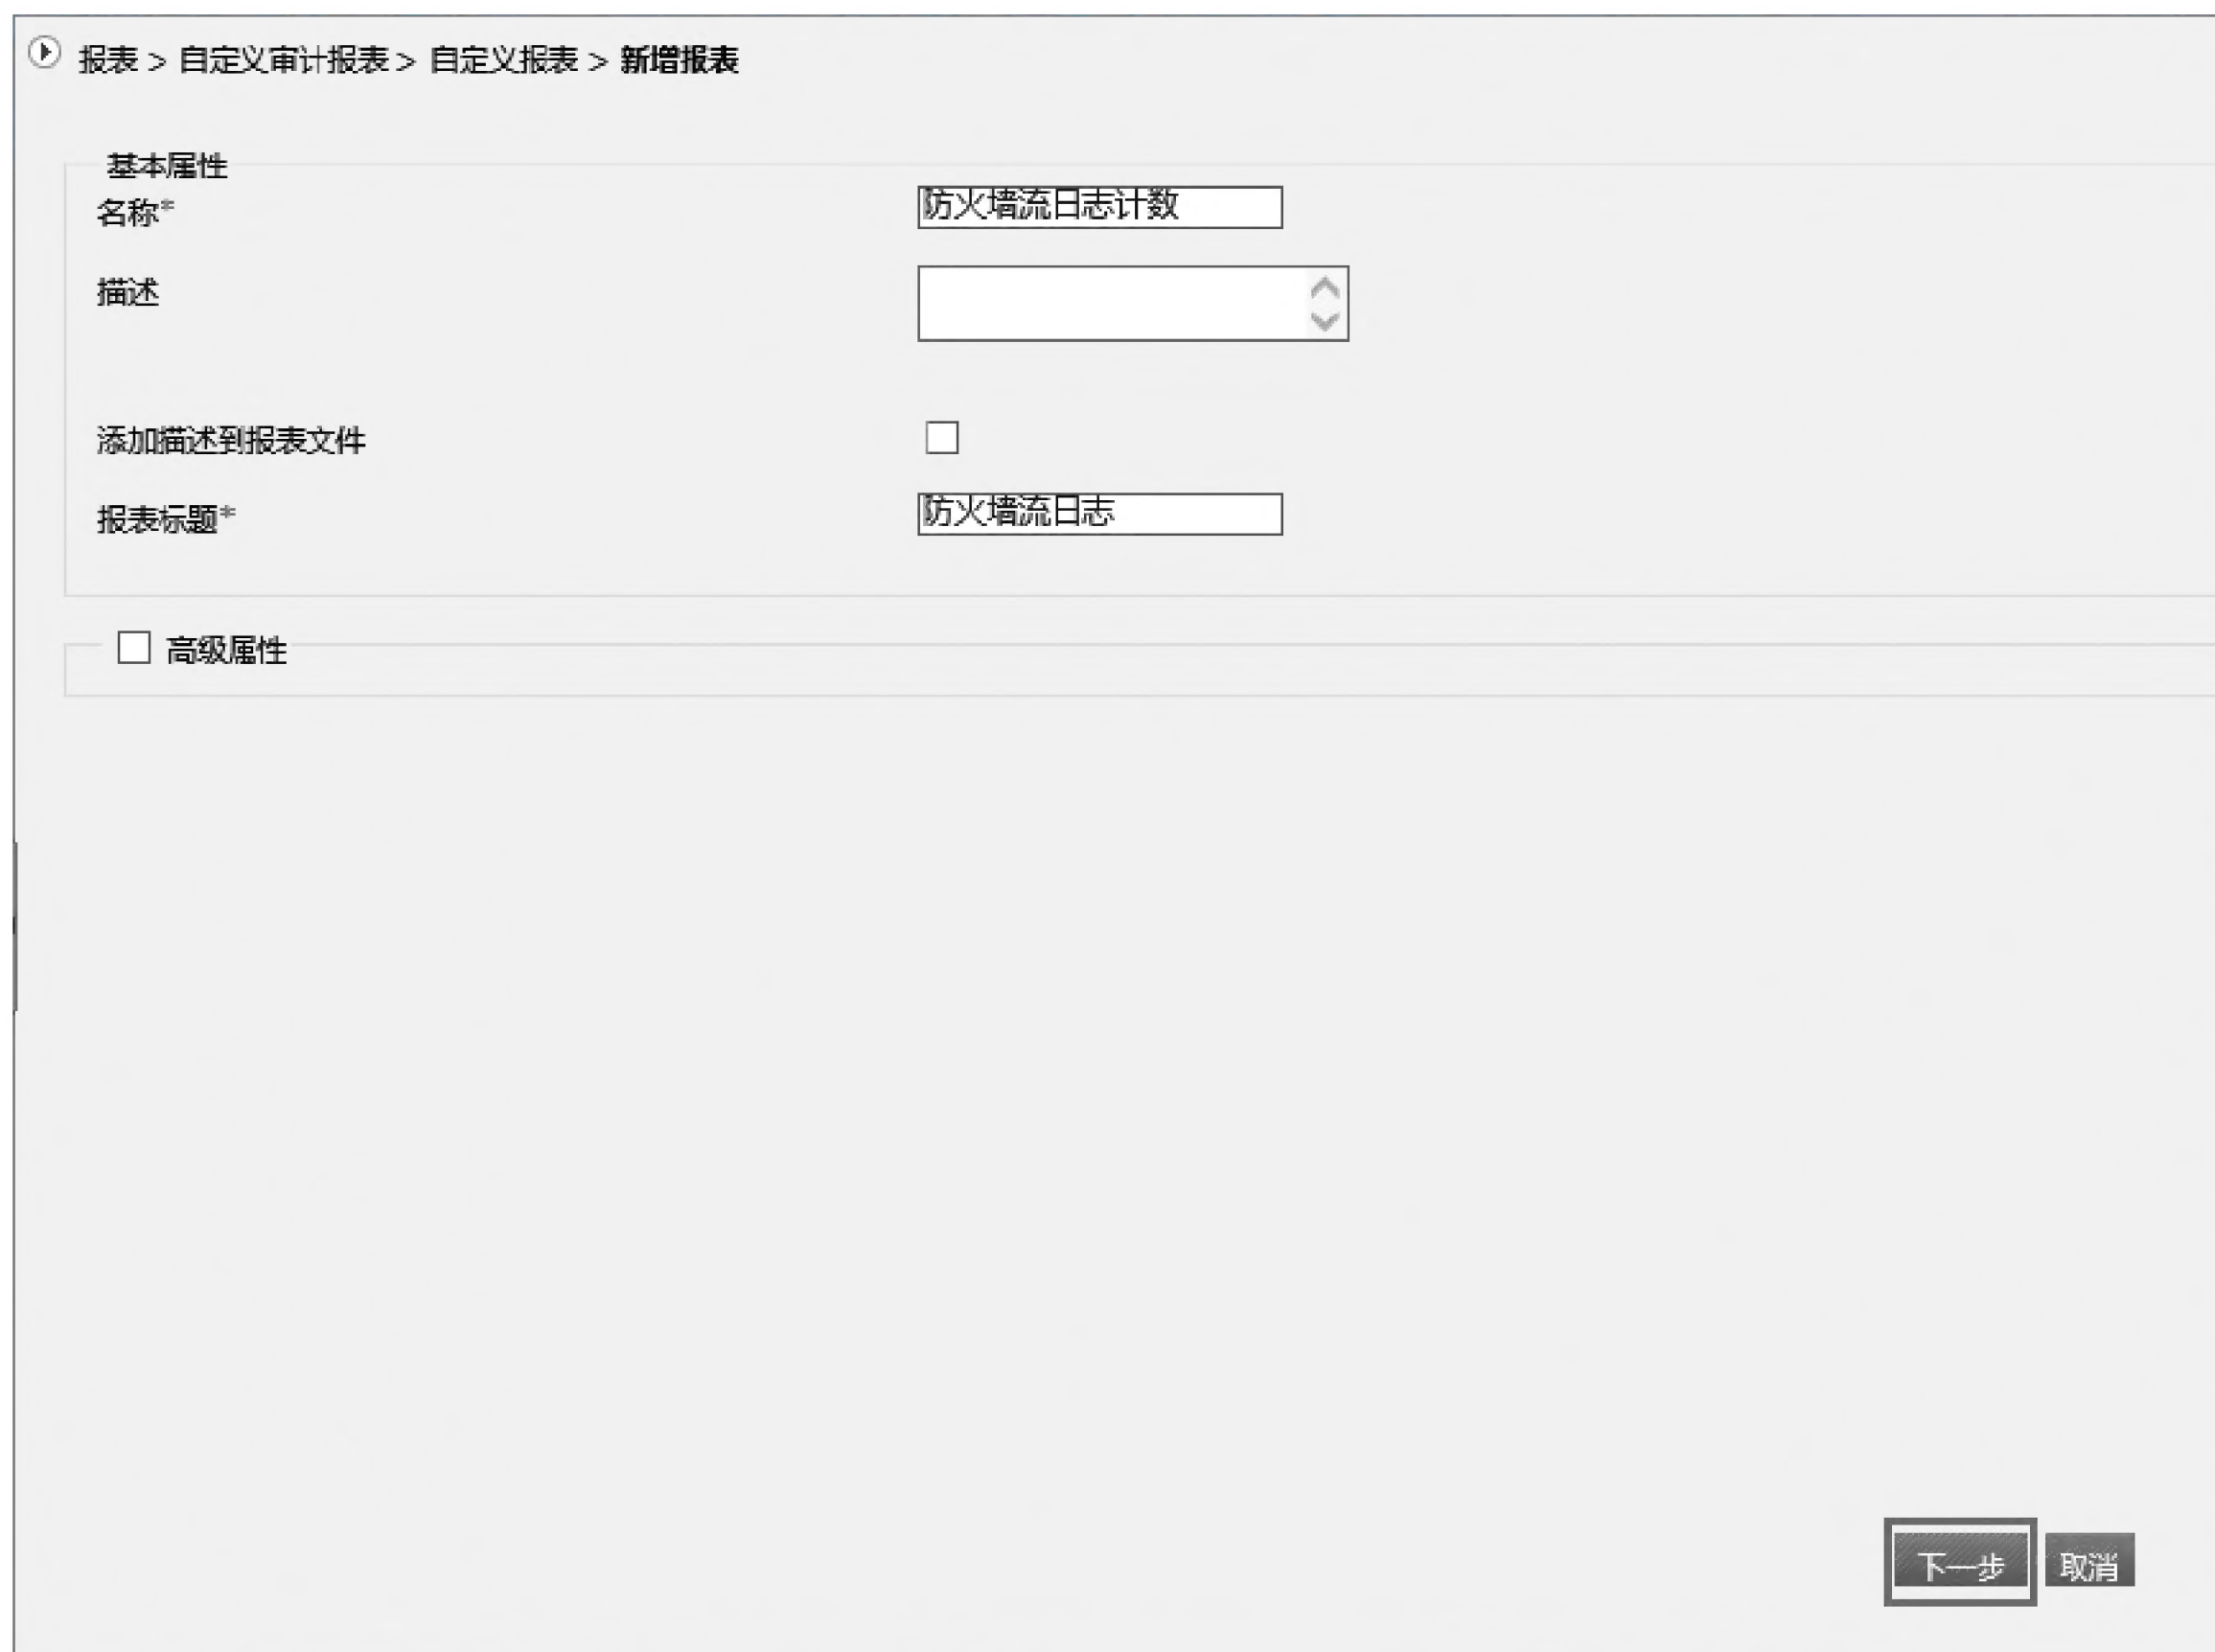 报表 > 自定义审计报表 > 自定义报表 > 新增报表
基本属性
名称* 防火墙流日志计数
描述
添加描述到报表文件
报表标题* 防火墙流日志
高级属性
下一步 取消